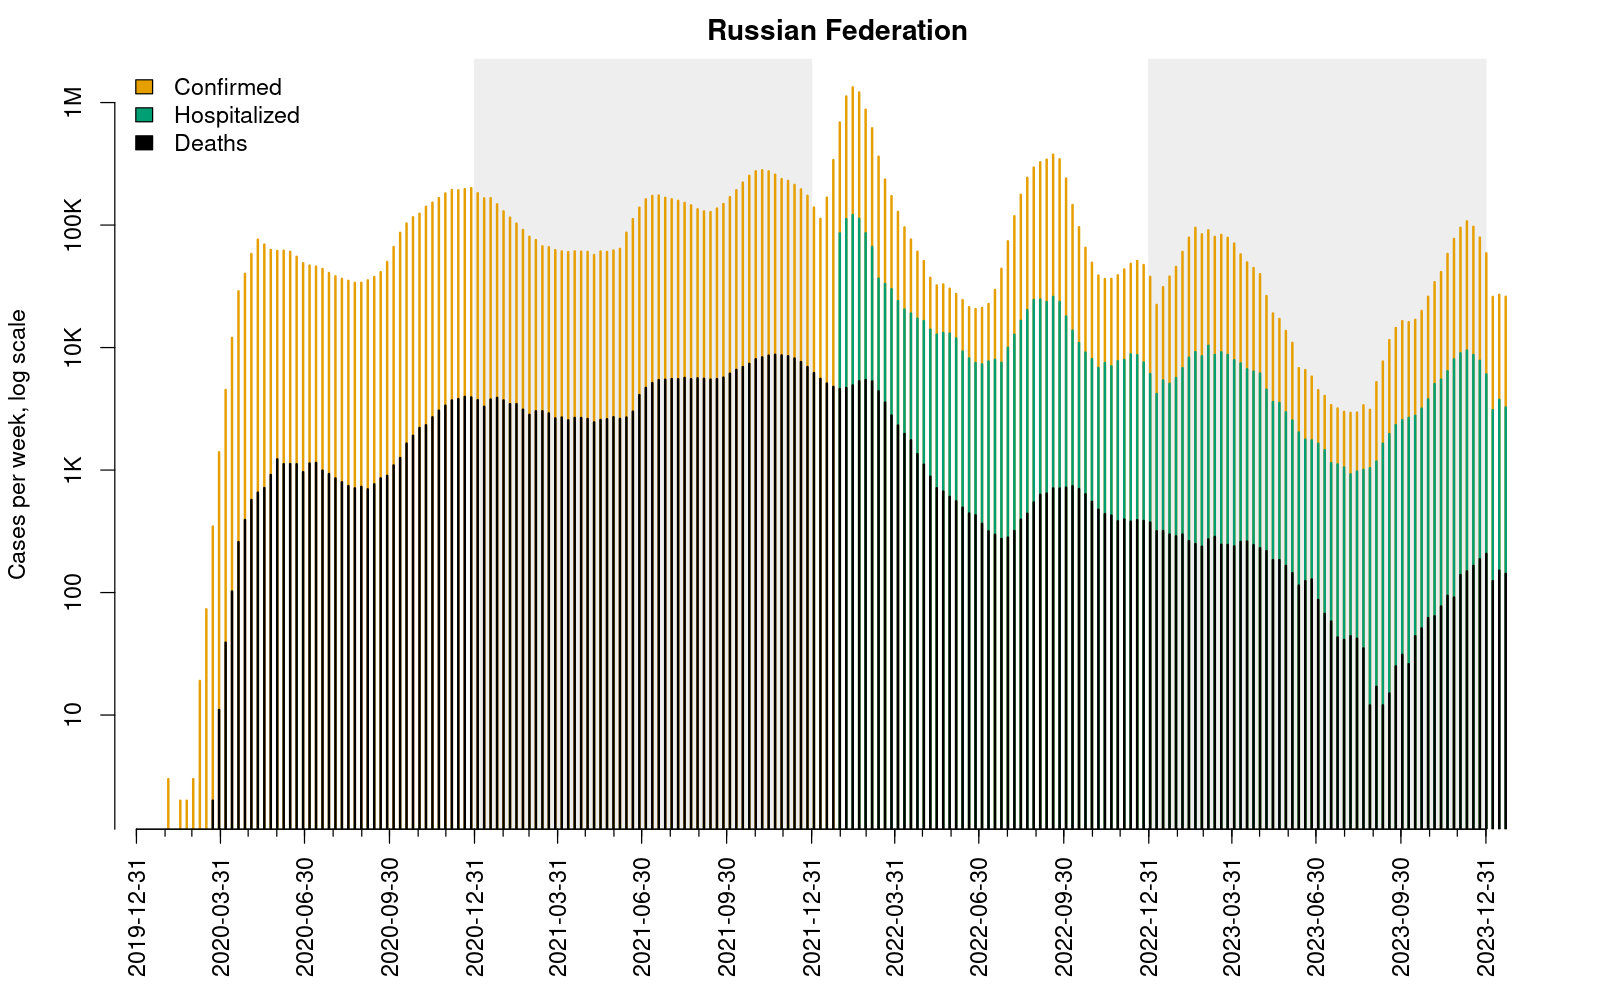 Russian Federation
Confirmed
Hospitalized
Deaths
Cases per week, log scale
1M
100K
10K
1K
100
10
2019-12-31
2020-03-31
2020-06-30
2020-09-30
2020-12-31
2021-03-31
2021-06-30
2021-09-30
2021-12-31
2022-03-31
2022-06-30
2022-09-30
2022-12-31
2023-03-31
2023-06-30
2023-09-30
2023-12-31